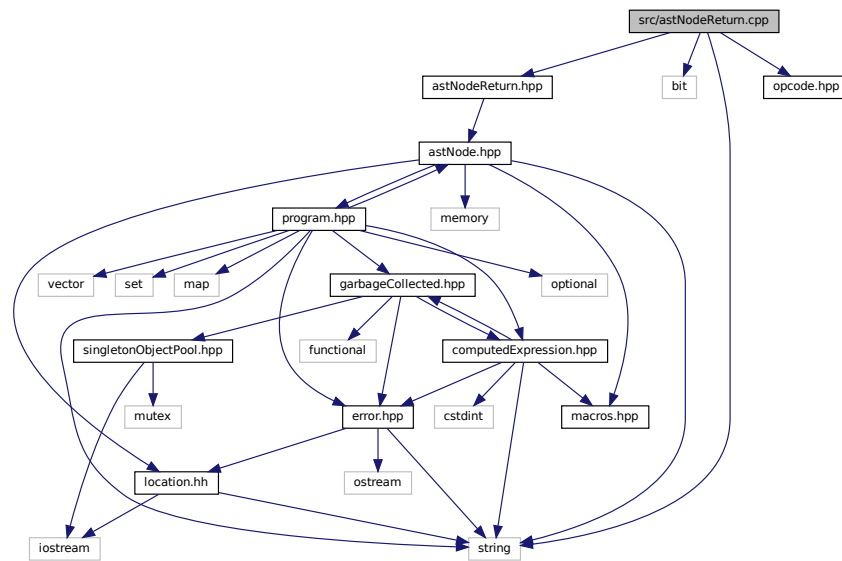 src/astNodeReturn.cpp
astNodeReturn.hpp
bit
opcode.hpp
astNode.hpp
program.hpp
memory
vector
set
map
garbageCollected.hpp
optional
singletonObjectPool.hpp
functional
computedExpression.hpp
mutex
error.hpp
cstdint
macros.hpp
location.hh
ostream
iostream
string